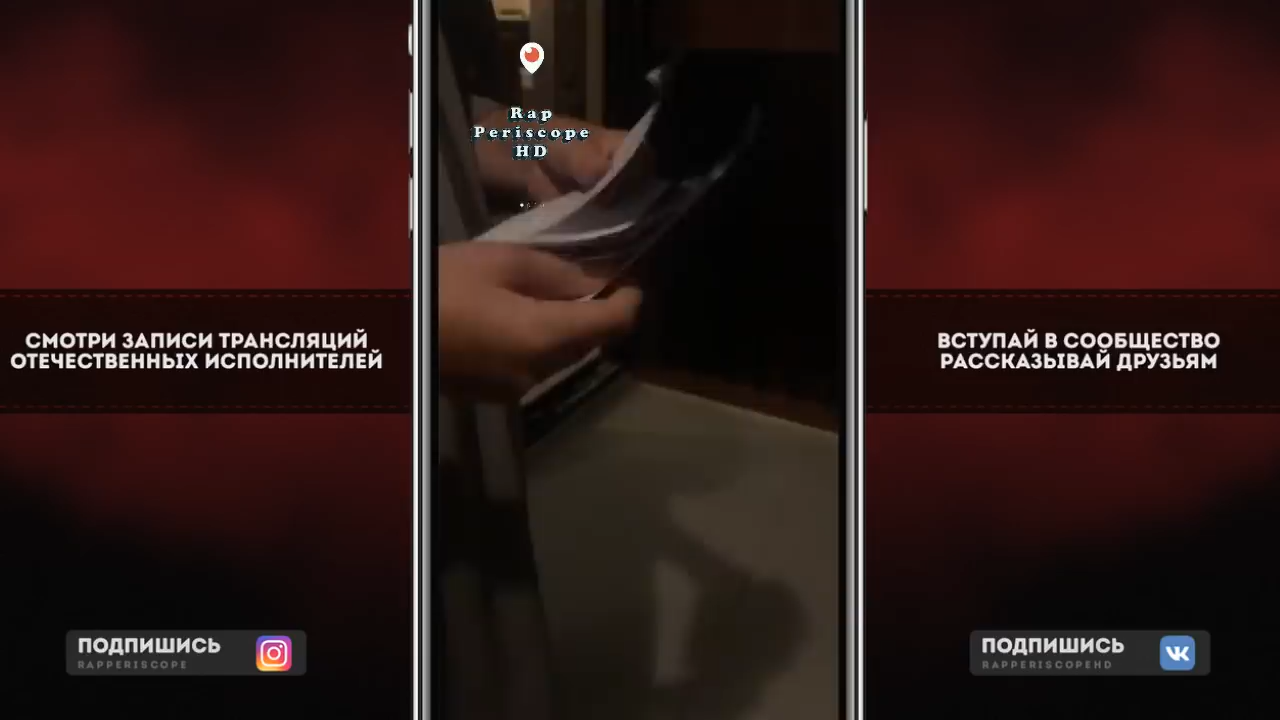 Rap
Periscope
HD
СМОТРИ ЗАПИСИ ТРАНСЛЯЦИЙ
ОТЕЧЕСТВЕННЫХ ИСПОЛНИТЕЛЕЙ
ВСТУПАЙ В СООБЩЕСТВО
РАССКАЗЫВАЙ ДРУЗЬЯМ
ПОДПИШИСЬ
RAPPERISCOPE
ПОДПИШИСЬ
RAPPERISCOPEHD